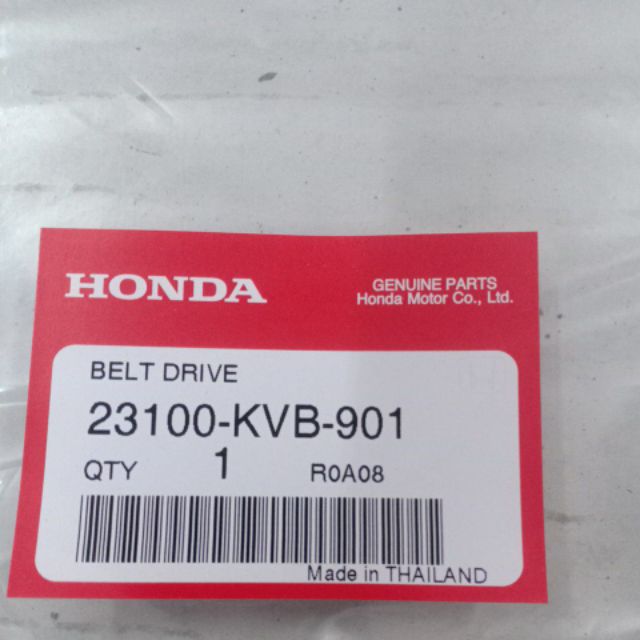 HONDA
GENUINE PARTS
Honda Motor Co., Ltd.
BELT DRIVE
23100-KVB-901
QTY 1 R0A08
Made in THAILAND